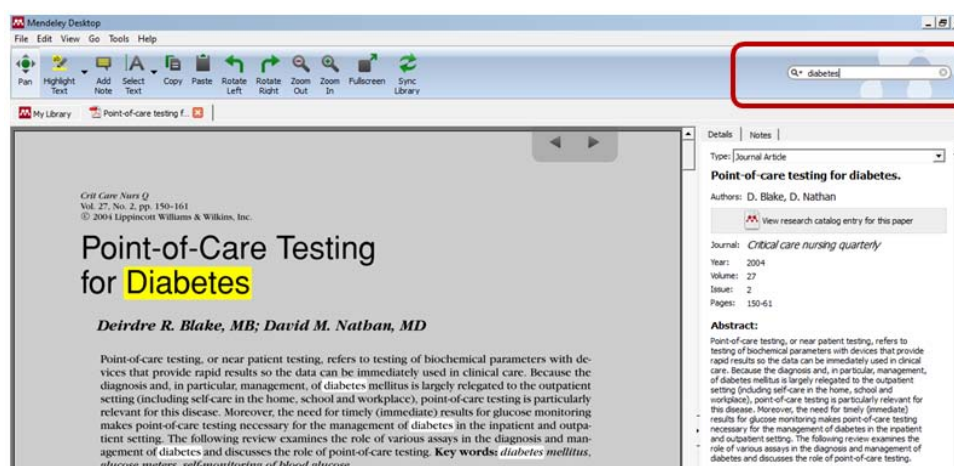 Mendeley Desktop
File Edit View Go Tools Help
Pan Highlight Text Add Note Select Text Copy Paste Rotate Left Rotate Right Zoom Out Zoom In Fullscreen Sync Library
diabetes
My Library Point-of-care testing f...
Crit Care Nurs Q
Vol. 27, No. 2, pp. 150–161
© 2004 Lippincott Williams & Wilkins, Inc.
Point-of-Care Testing
for Diabetes
Deirdre R. Blake, MB; David M. Nathan, MD
Point-of-care testing, or near patient testing, refers to testing of biochemical parameters with de-
vices that provide rapid results so the data can be immediately used in clinical care. Because the
diagnosis and, in particular, management, of diabetes mellitus is largely relegated to the outpatient
setting (including self-care in the home, school and workplace), point-of-care testing is particularly
relevant for this disease. Moreover, the need for timely (immediate) results for glucose monitoring
makes point-of-care testing necessary for the management of diabetes in the inpatient and outpa-
tient setting. The following review examines the role of various assays in the diagnosis and man-
agement of diabetes and discusses the role of point-of-care testing. Key words: diabetes mellitus,
glucose meters, self-monitoring of blood glucose
Details Notes
Type: Journal Article
Point-of-care testing for diabetes.
Authors: D. Blake, D. Nathan
View research catalog entry for this paper
Journal: Critical care nursing quarterly
Year: 2004
Volume: 27
Issue: 2
Pages: 150-61
Abstract:
Point-of-care testing, or near patient testing, refers to
testing of biochemical parameters with devices that provide
rapid results so the data can be immediately used in clinical
care. Because the diagnosis and, in particular, management,
of diabetes mellitus is largely relegated to the outpatient
setting (including self-care in the home, school and
workplace), point-of-care testing is particularly relevant for
this disease. Moreover, the need for timely (immediate)
results for glucose monitoring makes point-of-care testing
necessary for the management of diabetes in the inpatient
and outpatient setting. The following review examines the
role of various assays in the diagnosis and management of
diabetes and discusses the role of point-of-care testing.